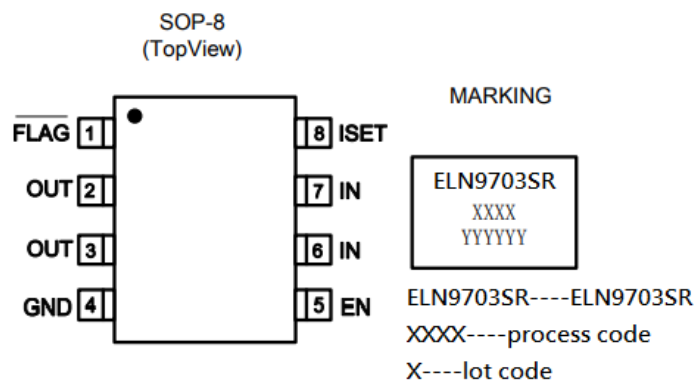 SOP-8
(TopView)
FLAG 1
8 ISET
OUT 2
7 IN
OUT 3
6 IN
GND 4
5 EN
MARKING
ELN9703SR
XXXX
YYYYYY
ELN9703SR----ELN9703SR
XXXX----process code
X----lot code